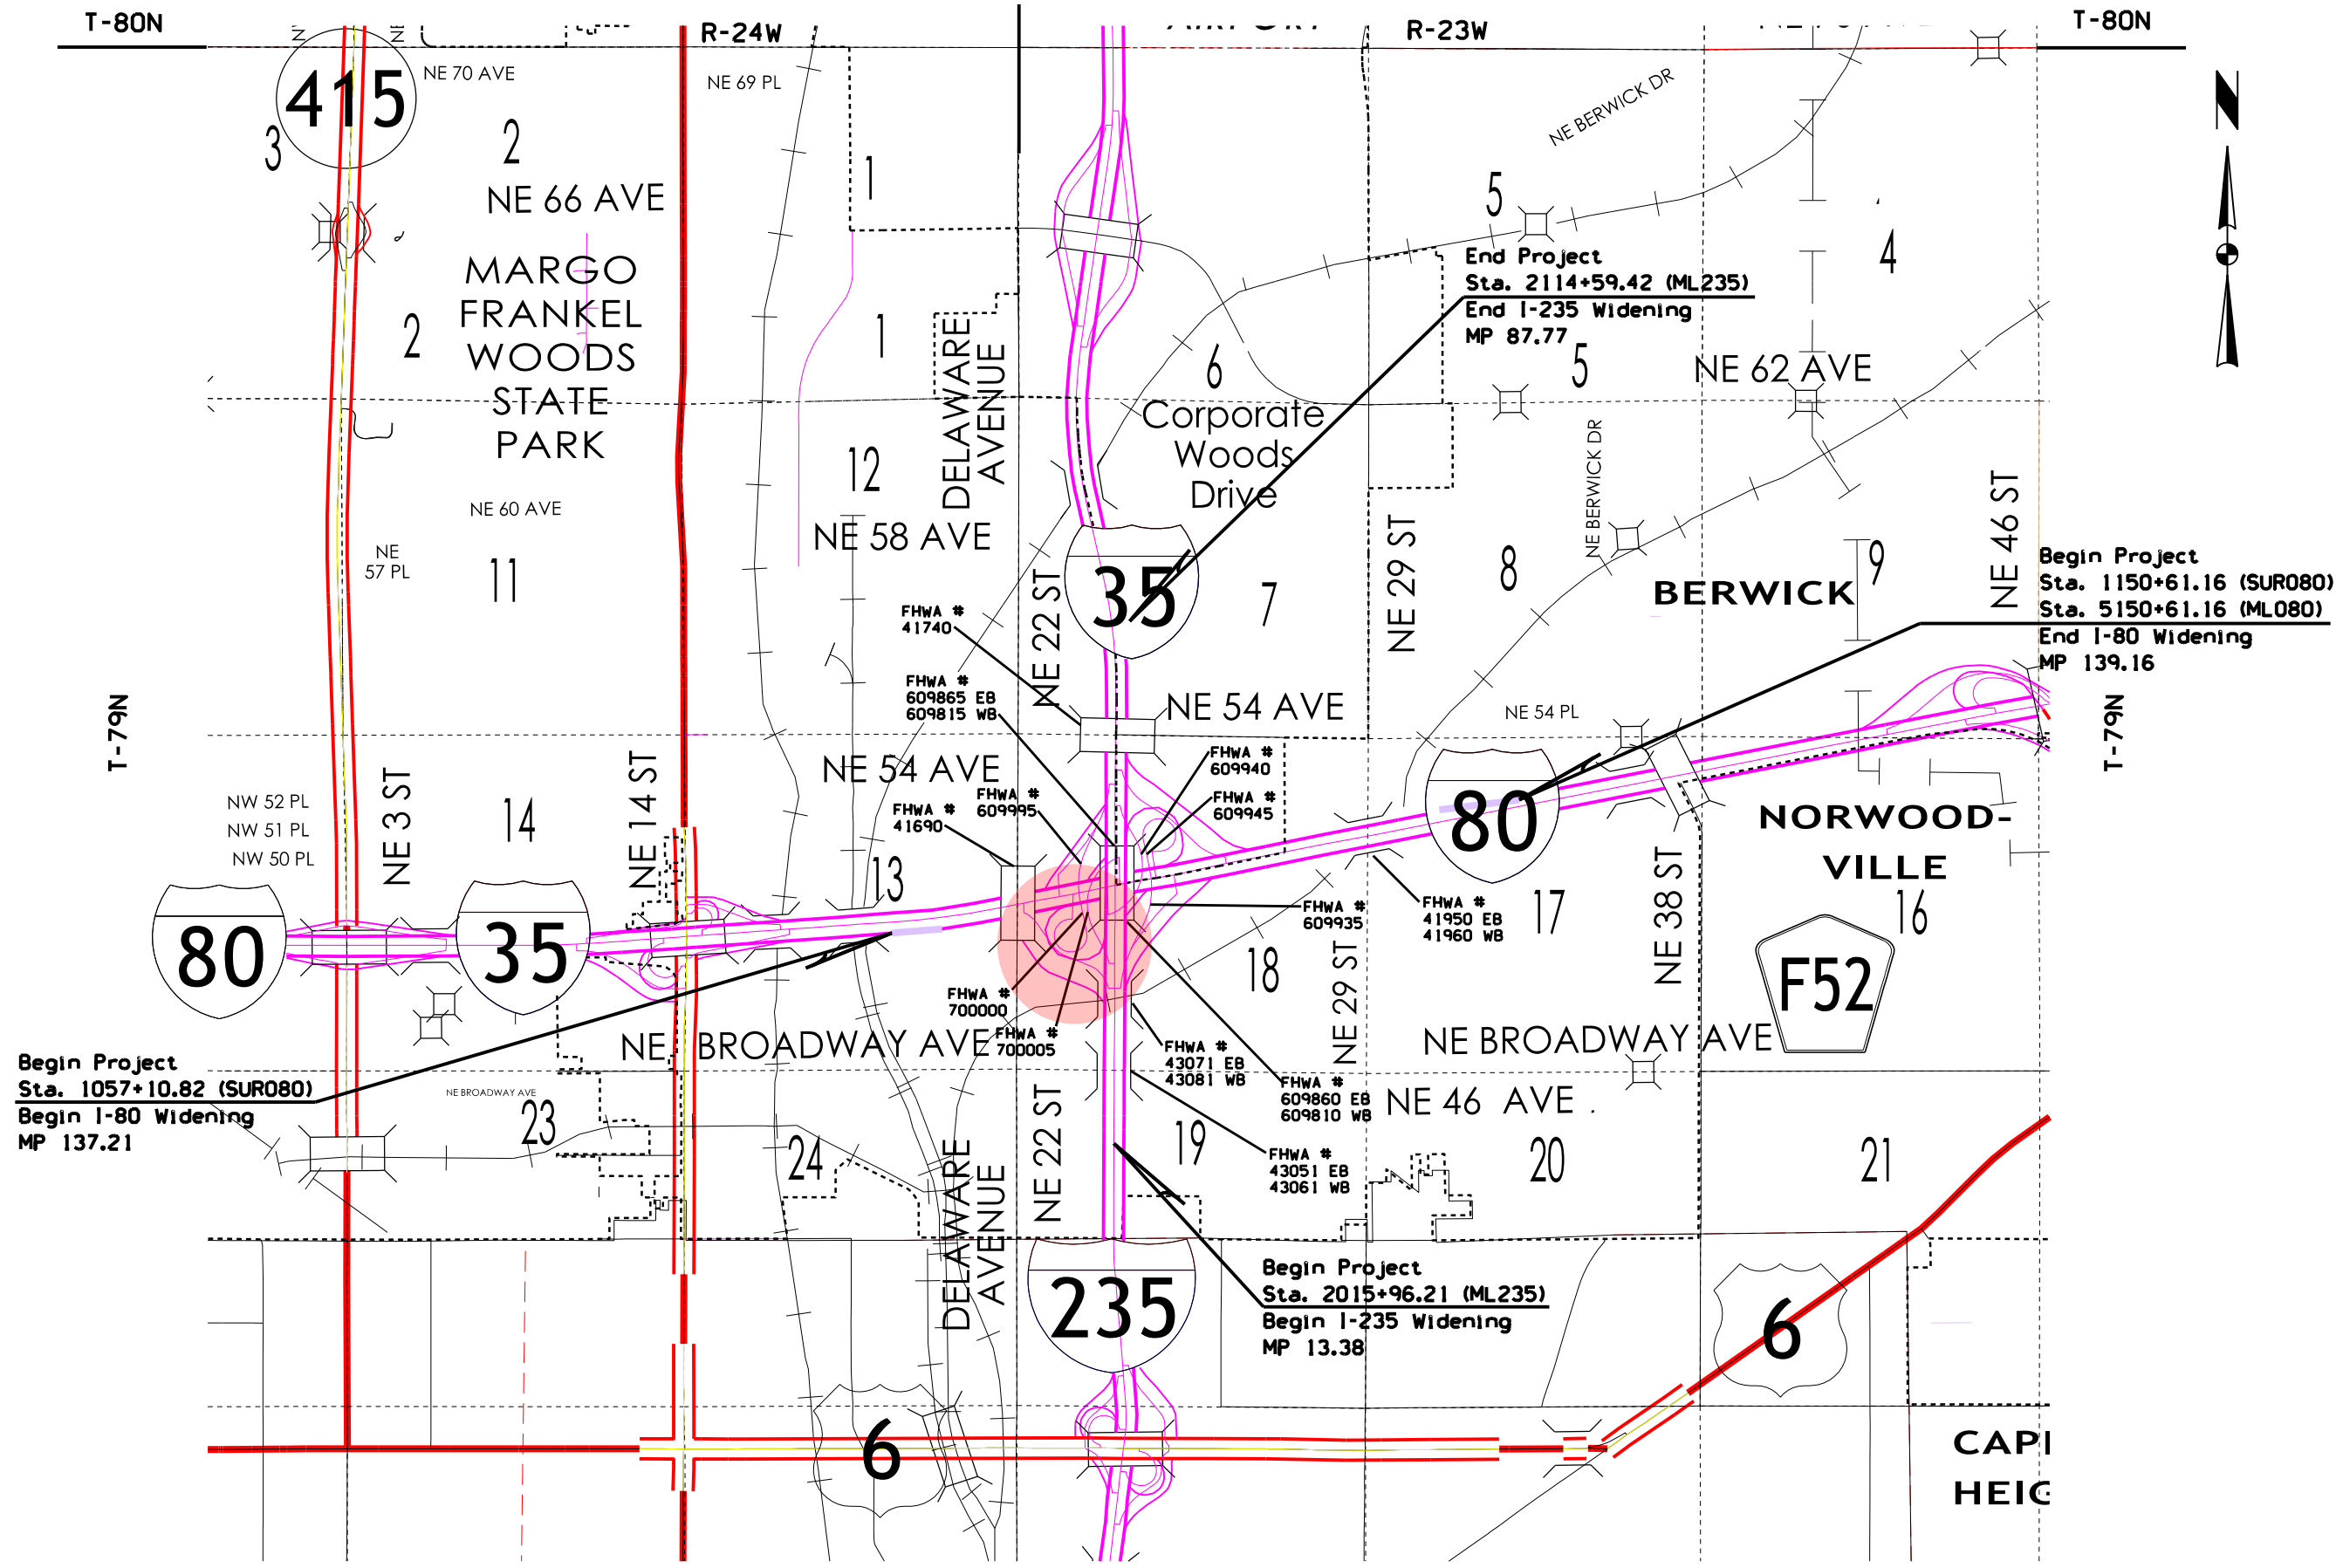 T-80N
R-24W
R-23W
T-80N
415
NE 70 AVE
NE 69 PL
3
2
1
NE 66 AVE
MARGO
FRANKEL
WOODS
STATE
PARK
2
1
NE BERWICK DR
5
4
End Project
Sta. 2114+59.42 (ML235)
End I-235 Widening
MP 87.77
DELAWARE
AVENUE
6
5
NE 62 AVE
Corporate
Woods
Drive
12
NE 60 AVE
NE 58 AVE
NE
57 PL
11
NE 22 ST
35
7
NE 29 ST
8
NE BERWICK DR
BERWICK
9
NE 46 ST
Begin Project
Sta. 1150+61.16 (SUR080)
Sta. 5150+61.16 (ML080)
End I-80 Widening
MP 139.16
FHWA #
41740
FHWA #
609865 EB
609815 WB
T-79N
T-79N
NE 54 AVE
NE 54 PL
NE 54 AVE
FHWA #
609940
FHWA #
609945
FHWA #
609995
FHWA #
41690
NE 3 ST
NE 14 ST
NW 52 PL
NW 51 PL
NW 50 PL
14
13
80
NORWOOD-
VILLE
80
35
FHWA #
609935
FHWA #
41950 EB
41960 WB
17
NE 38 ST
16
F52
18
NE 29 ST
FHWA #
700000
FHWA #
700005
NE BROADWAY AVE
NE BROADWAY AVE
FHWA #
43071 EB
43081 WB
FHWA #
609860 EB
609810 WB
NE 46 AVE .
Begin Project
Sta. 1057+10.82 (SUR080)
Begin I-80 Widening
MP 137.21
NE BROADWAY AVE
23
24
DELAWARE
AVENUE
NE 22 ST
19
FHWA #
43051 EB
43061 WB
20
21
235
Begin Project
Sta. 2015+96.21 (ML235)
Begin I-235 Widening
MP 13.38
6
6
CAPI
HEIG
N